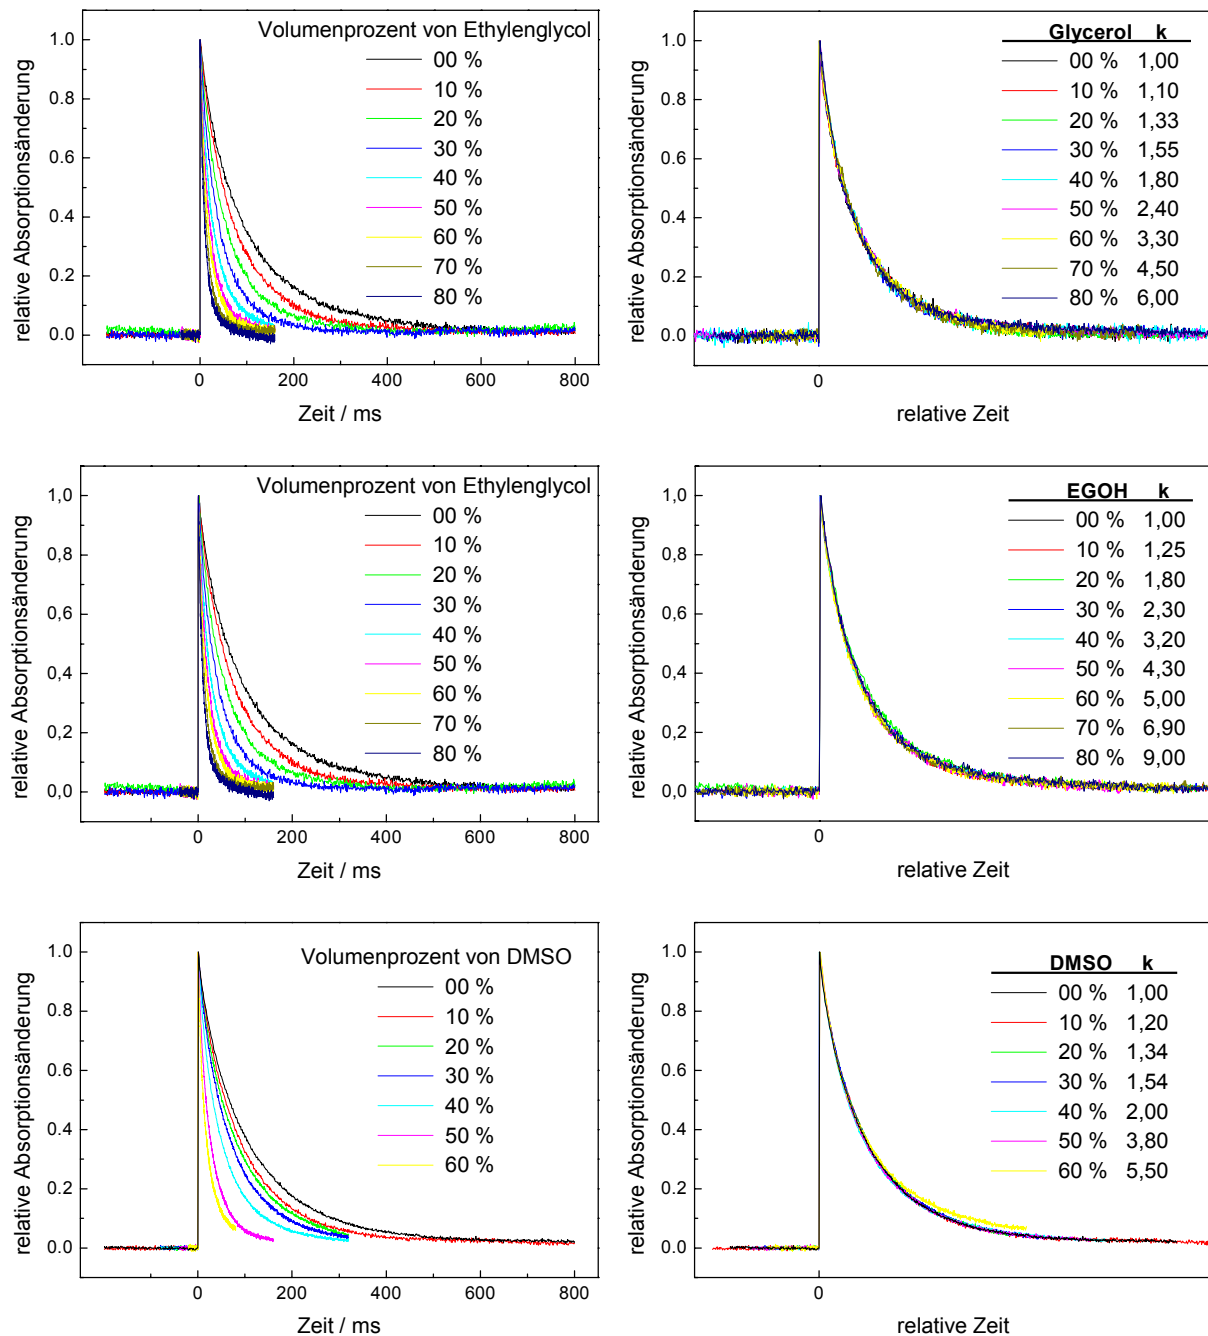 Volumenprozent von Ethylenglycol
00 %
10 %
20 %
30 %
40 %
50 %
60 %
70 %
80 %
relative Absorptionsänderung
1.0
0.8
0.6
0.4
0.2
0.0
0
200
400
600
800
Zeit / ms
Glycerol k
00 % 1,00
10 % 1,10
20 % 1,33
30 % 1,55
40 % 1,80
50 % 2,40
60 % 3,30
70 % 4,50
80 % 6,00
relative Absorptionsänderung
1.0
0.8
0.6
0.4
0.2
0.0
0
relative Zeit
Volumenprozent von Ethylenglycol
00 %
10 %
20 %
30 %
40 %
50 %
60 %
70 %
80 %
relative Absorptionsänderung
1,0
0,8
0,6
0,4
0,2
0,0
0
200
400
600
800
Zeit / ms
EGOH k
00 % 1,00
10 % 1,25
20 % 1,80
30 % 2,30
40 % 3,20
50 % 4,30
60 % 5,00
70 % 6,90
80 % 9,00
relative Absorptionsänderung
1,0
0,8
0,6
0,4
0,2
0,0
0
relative Zeit
Volumenprozent von DMSO
00 %
10 %
20 %
30 %
40 %
50 %
60 %
relative Absorptionsänderung
1.0
0.8
0.6
0.4
0.2
0.0
0
200
400
600
800
Zeit / ms
DMSO k
00 % 1,00
10 % 1,20
20 % 1,34
30 % 1,54
40 % 2,00
50 % 3,80
60 % 5,50
relative Absorptionsänderung
1.0
0.8
0.6
0.4
0.2
0.0
0
relative Zeit